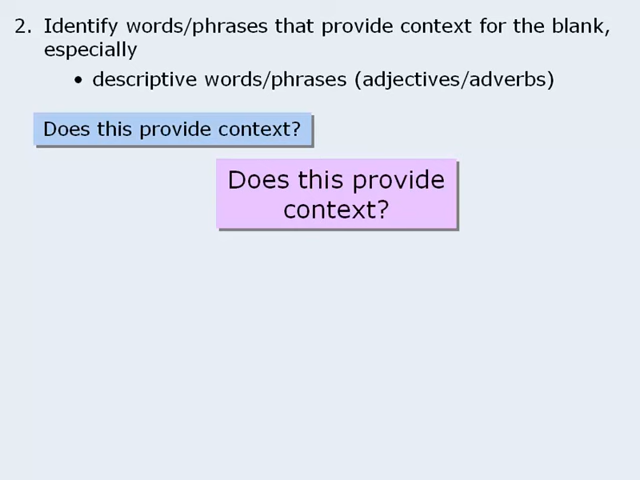 2. Identify words/phrases that provide context for the blank,
especially
• descriptive words/phrases (adjectives/adverbs)
Does this provide context?
Does this provide
context?